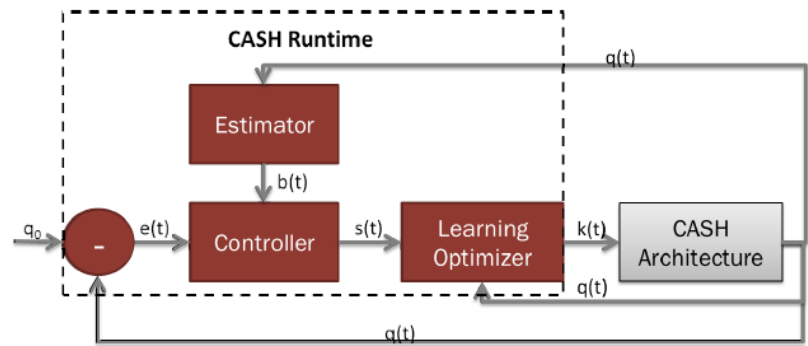 CASH Runtime
q(t)
Estimator
b(t)
q₀
-
e(t)
Controller
s(t)
Learning
Optimizer
k(t)
CASH
Architecture
q(t)
q(t)